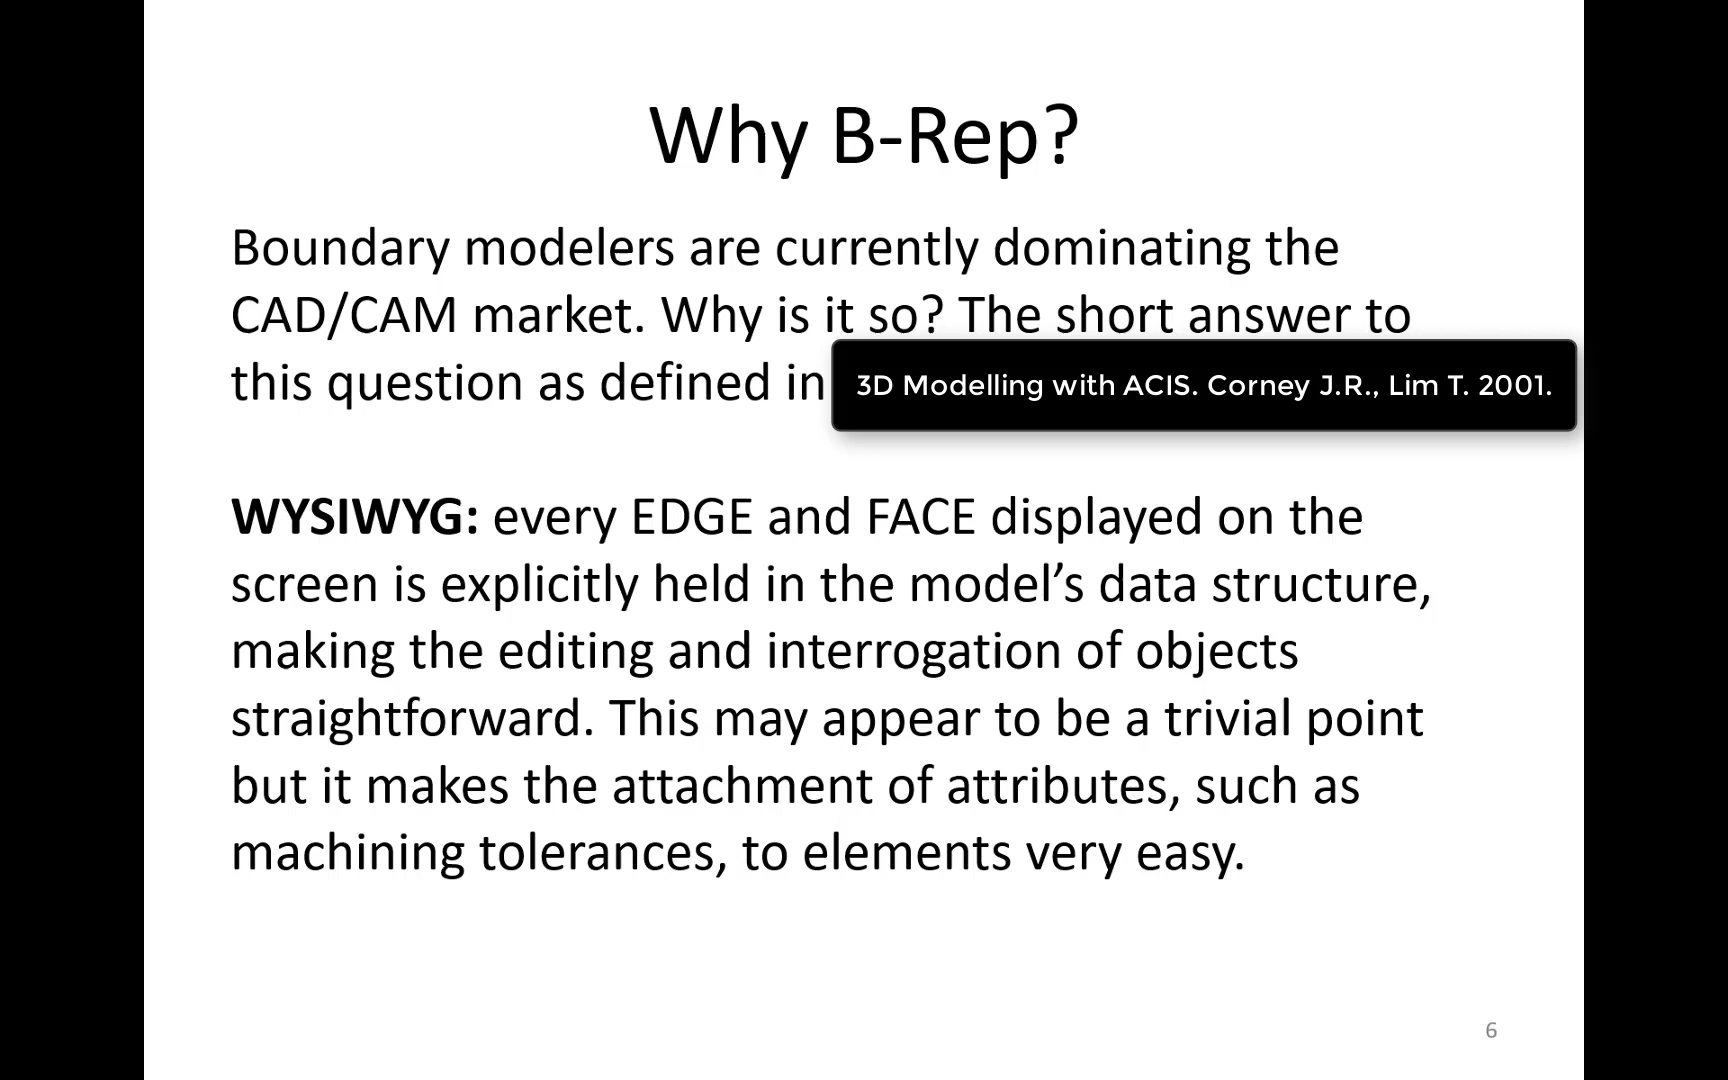 Why B-Rep?
Boundary modelers are currently dominating the
CAD/CAM market. Why is it so? The short answer to
this question as defined in
3D Modelling with ACIS. Corney J.R., Lim T. 2001.
WYSIWYG: every EDGE and FACE displayed on the
screen is explicitly held in the model’s data structure,
making the editing and interrogation of objects
straightforward. This may appear to be a trivial point
but it makes the attachment of attributes, such as
machining tolerances, to elements very easy.
6